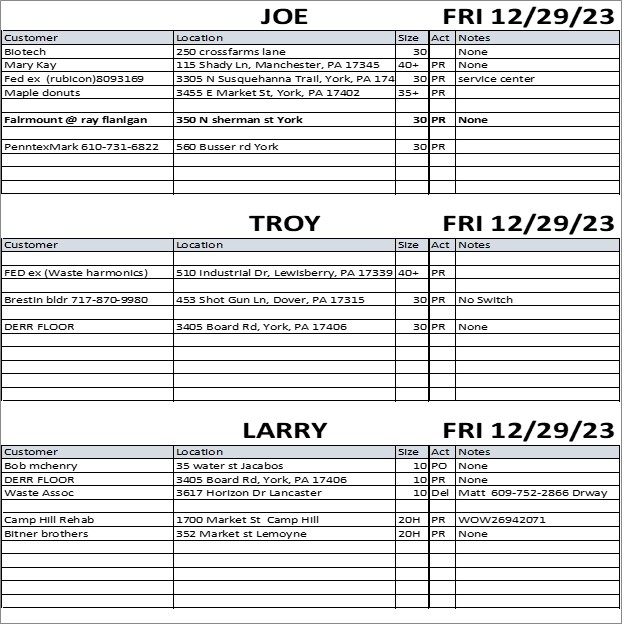 JOE FRI 12/29/23
Customer Location Size Act Notes
Biotech 250 crossfarms lane 30 None
Mary Kay 115 Shady Ln, Manchester, PA 17345 40+ PR None
Fed ex (rubicon)8093169 3305 N Susquehanna Trail, York, PA 174 30 PR service center
Maple donuts 3455 E Market St, York, PA 17402 35+ PR
Fairmount @ ray flanigan 350 N sherman st York 30 PR None
PenntexMark 610-731-6822 560 Busser rd York 30 PR
TROY FRI 12/29/23
Customer Location Size Act Notes
FED ex (Waste harmonics) 510 Industrial Dr, Lewisberry, PA 17339 40+ PR
Brestin bldr 717-870-9980 453 Shot Gun Ln, Dover, PA 17315 30 PR No Switch
DERR FLOOR 3405 Board Rd, York, PA 17406 30 PR None
LARRY FRI 12/29/23
Customer Location Size Act Notes
Bob mchenry 35 water st Jacobos 10 PO None
DERR FLOOR 3405 Board Rd, York, PA 17406 10 PR None
Waste Assoc 3617 Horizon Dr Lancaster 10 Del Matt 609-752-2866 Drway
Camp Hill Rehab 1700 Market St Camp Hill 20H PR WOW26942071
Bitner brothers 352 Market st Lemoyne 20H PR None